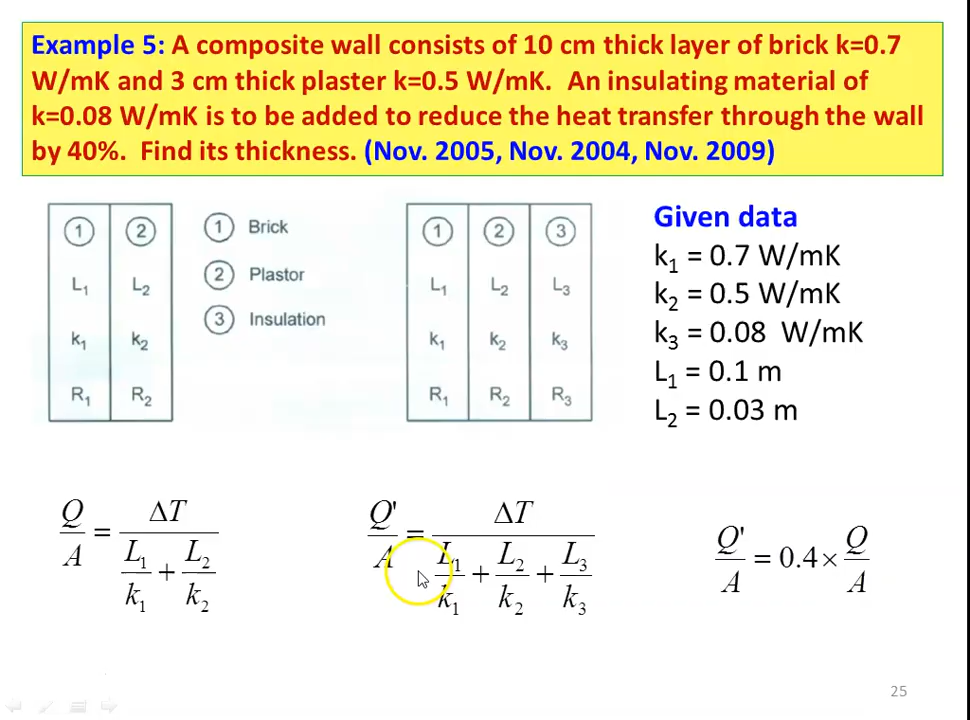 Example 5: A composite wall consists of 10 cm thick layer of brick k=0.7
W/mK and 3 cm thick plaster k=0.5 W/mK. An insulating material of
k=0.08 W/mK is to be added to reduce the heat transfer through the wall
by 40%. Find its thickness. (Nov. 2005, Nov. 2004, Nov. 2009)
① ②
L₁ L₂
k₁ k₂
R₁ R₂
① Brick
② Plastor
③ Insulation
① ② ③
L₁ L₂ L₃
k₁ k₂ k₃
R₁ R₂ R₃
Given data
k₁ = 0.7 W/mK
k₂ = 0.5 W/mK
k₃ = 0.08 W/mK
L₁ = 0.1 m
L₂ = 0.03 m
Q/A = ΔT / (L₁/k₁ + L₂/k₂)
Q'/A = ΔT / (L₁/k₁ + L₂/k₂ + L₃/k₃)
Q'/A = 0.4 × Q/A
25